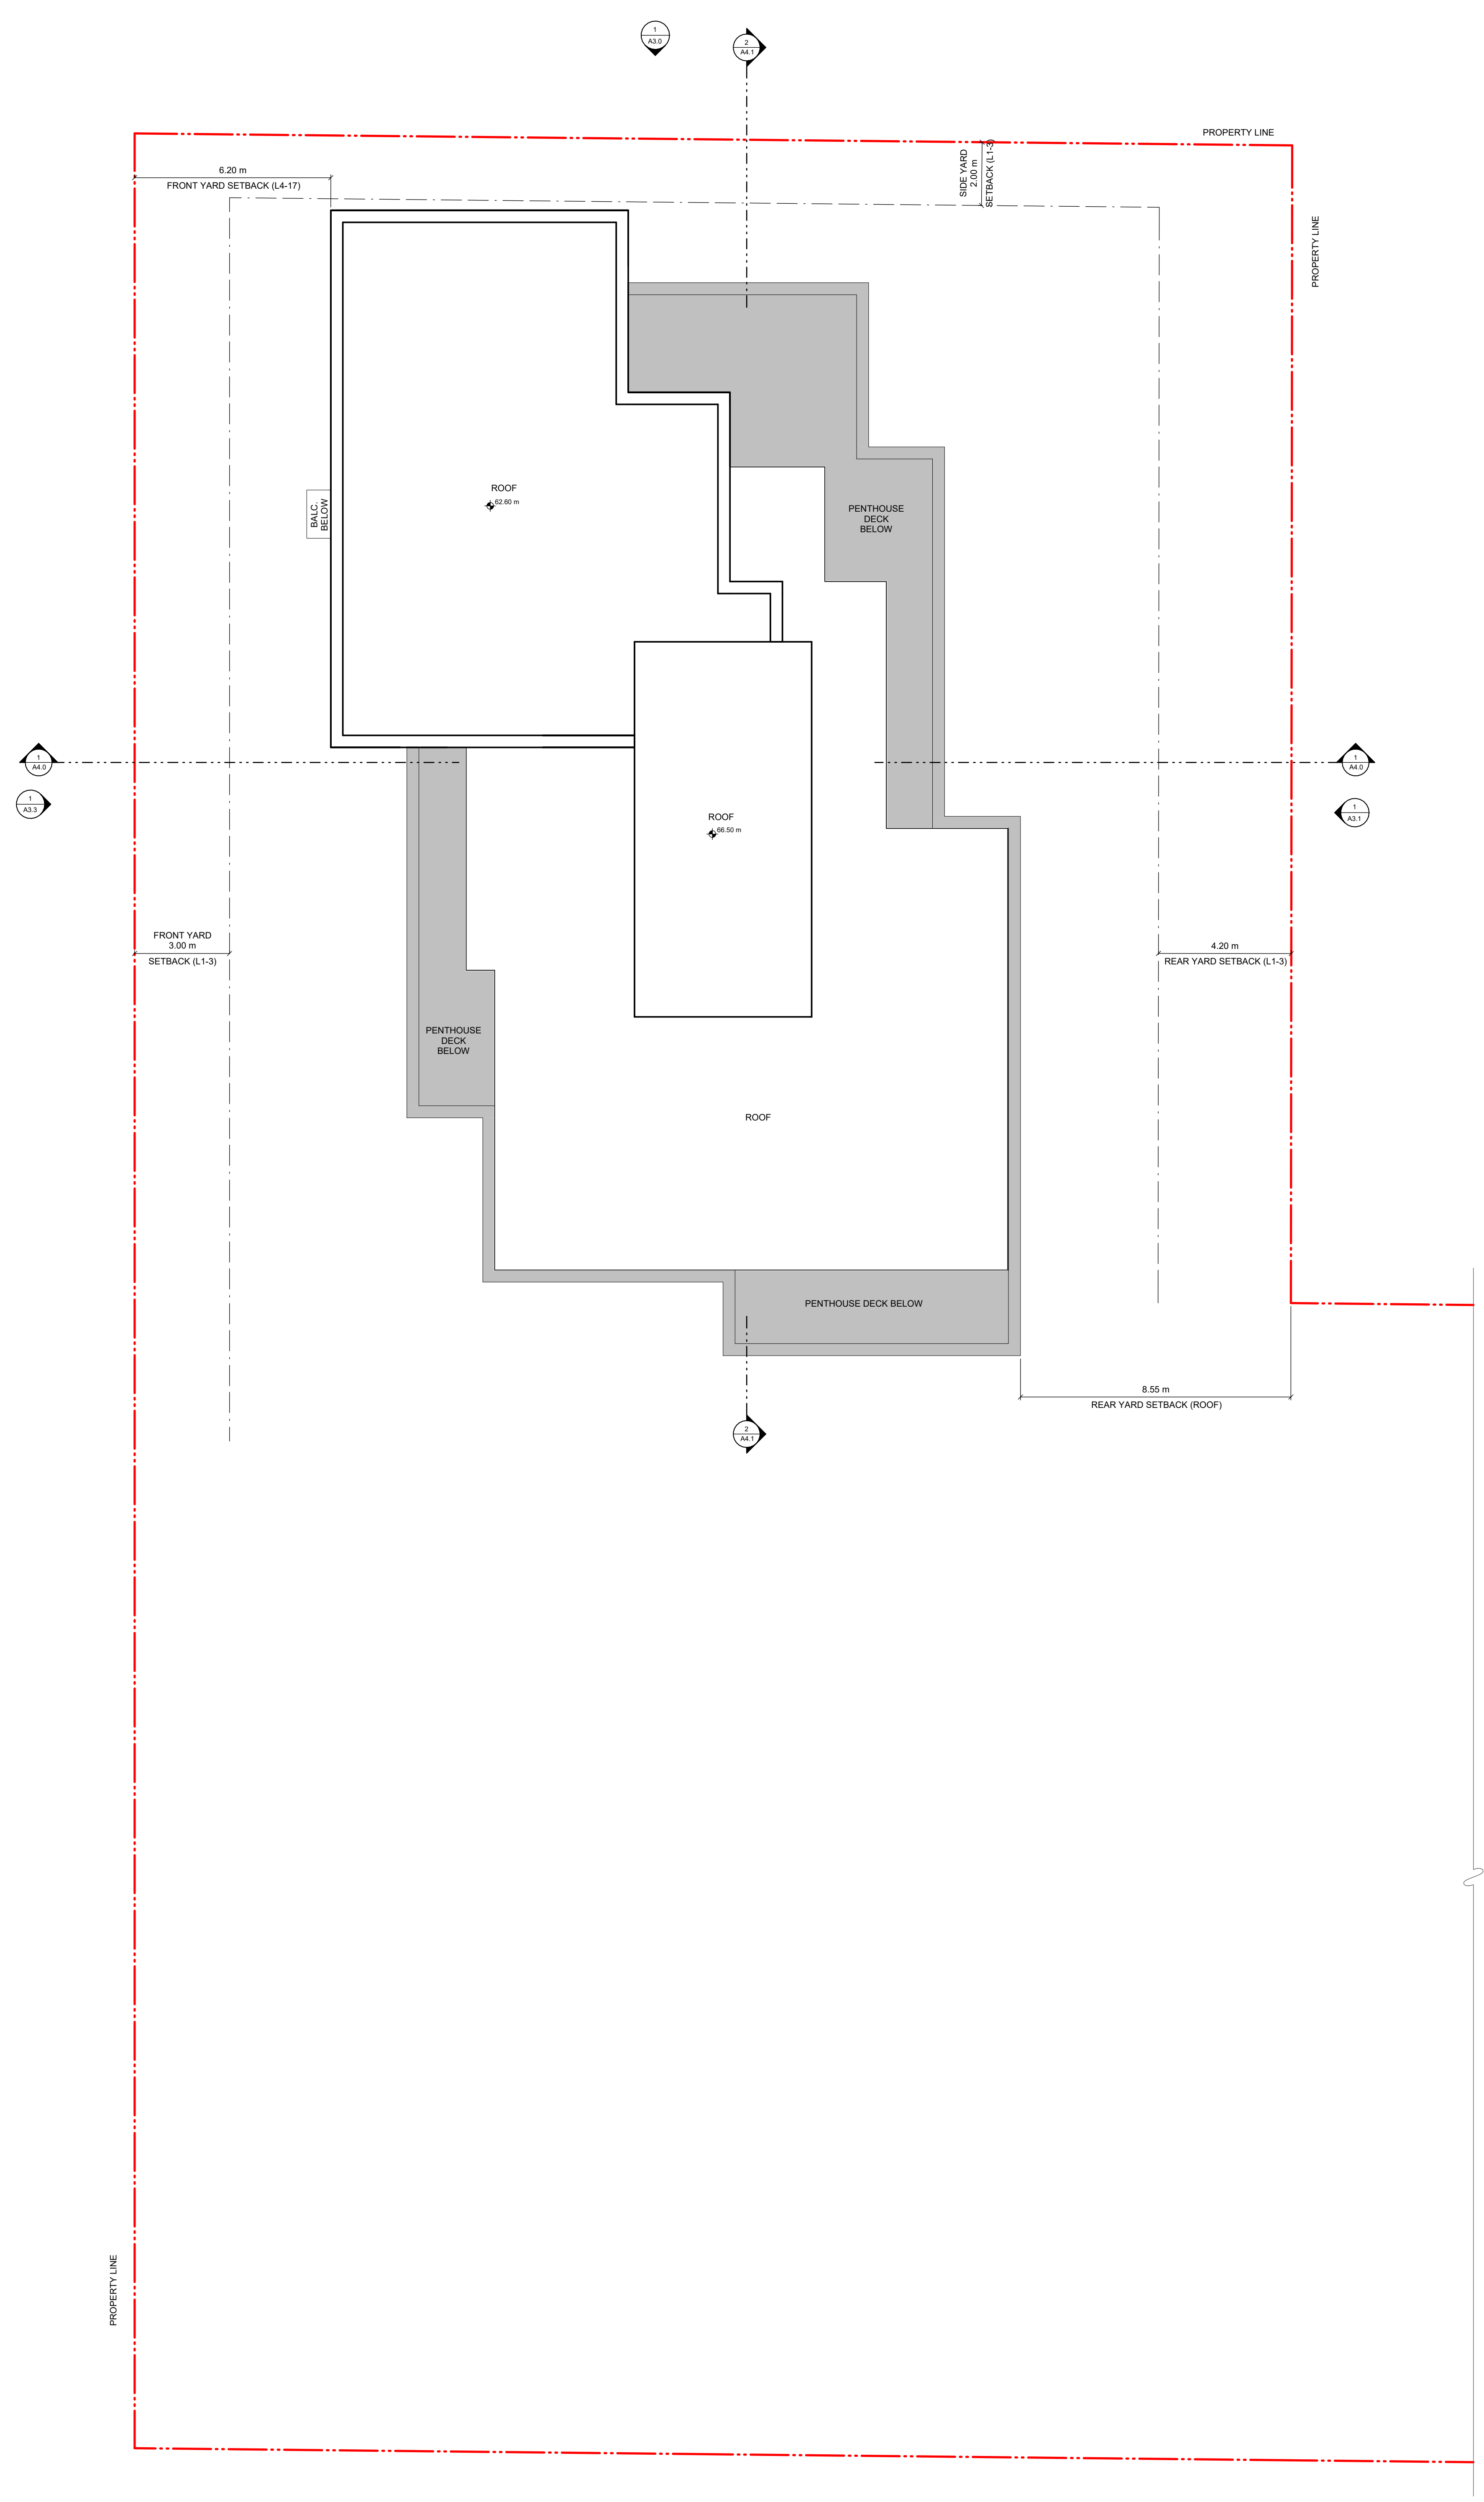 1
A3.0
2
A4.1
PROPERTY LINE
SIDE YARD
2.00 m
SETBACK (L1-3)
6.20 m
FRONT YARD SETBACK (L4-17)
PROPERTY LINE
ROOF
62.60 m
BALC.
BELOW
PENTHOUSE
DECK
BELOW
1
A4.0
1
A4.0
1
A3.3
1
A3.1
ROOF
66.50 m
FRONT YARD
3.00 m
SETBACK (L1-3)
4.20 m
REAR YARD SETBACK (L1-3)
PENTHOUSE
DECK
BELOW
ROOF
PENTHOUSE DECK BELOW
8.55 m
REAR YARD SETBACK (ROOF)
2
A4.1
PROPERTY LINE